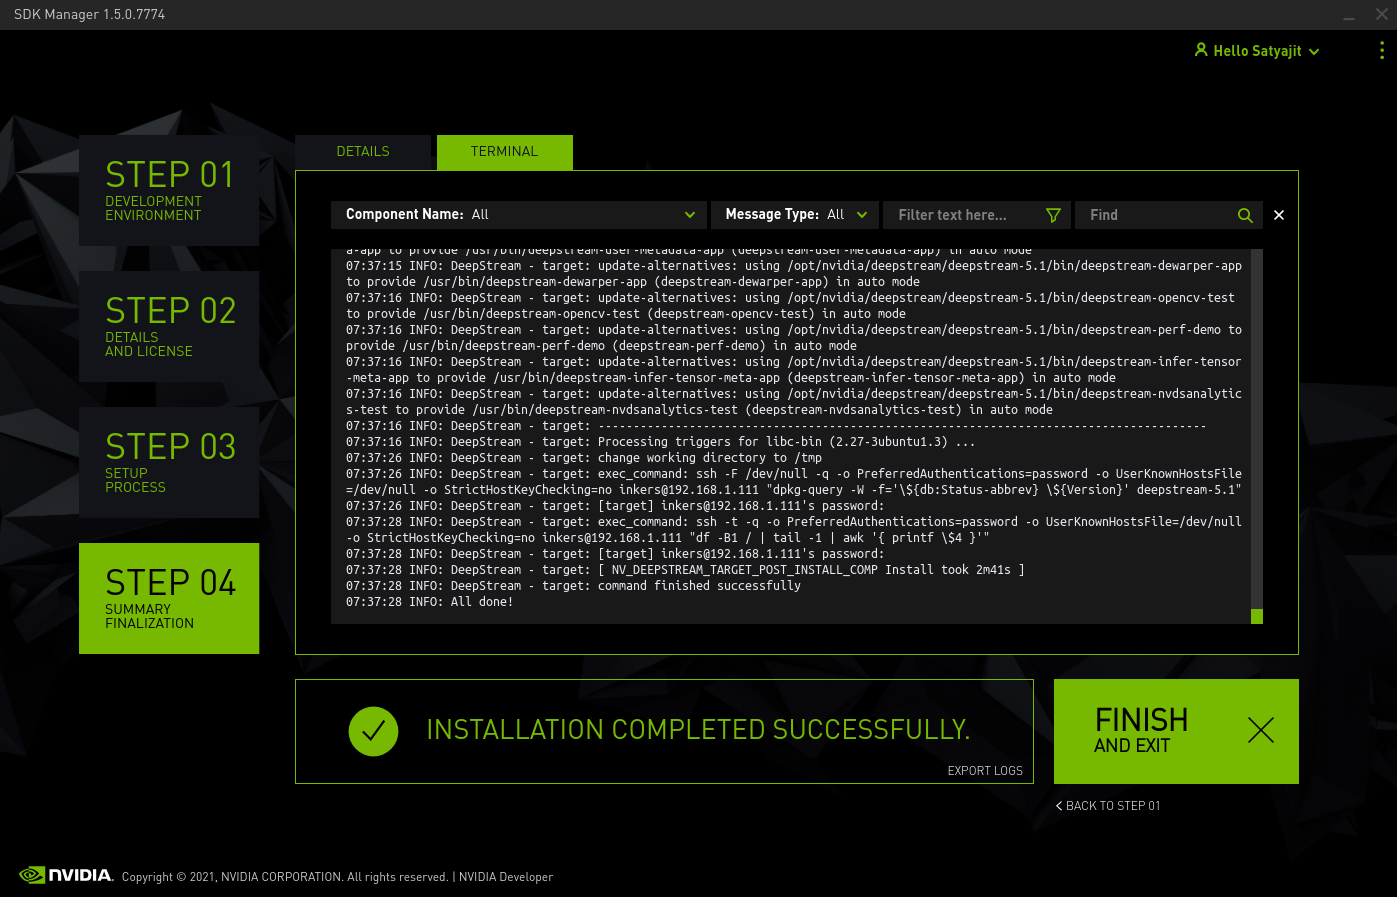 SDK Manager 1.5.0.7774
Hello Satyajit
STEP 01
DEVELOPMENT
ENVIRONMENT
STEP 02
DETAILS
AND LICENSE
STEP 03
SETUP
PROCESS
STEP 04
SUMMARY
FINALIZATION
DETAILS
TERMINAL
Component Name: All
Message Type: All
Filter text here...
Find
a-app to provide /usr/bin/deepstream-user-metadata-app (deepstream-user-metadata-app) in auto mode
07:37:15 INFO: DeepStream - target: update-alternatives: using /opt/nvidia/deepstream/deepstream-5.1/bin/deepstream-dewarper-app
to provide /usr/bin/deepstream-dewarper-app (deepstream-dewarper-app) in auto mode
07:37:16 INFO: DeepStream - target: update-alternatives: using /opt/nvidia/deepstream/deepstream-5.1/bin/deepstream-opencv-test
to provide /usr/bin/deepstream-opencv-test (deepstream-opencv-test) in auto mode
07:37:16 INFO: DeepStream - target: update-alternatives: using /opt/nvidia/deepstream/deepstream-5.1/bin/deepstream-perf-demo to
provide /usr/bin/deepstream-perf-demo (deepstream-perf-demo) in auto mode
07:37:16 INFO: DeepStream - target: update-alternatives: using /opt/nvidia/deepstream/deepstream-5.1/bin/deepstream-infer-tensor
-meta-app to provide /usr/bin/deepstream-infer-tensor-meta-app (deepstream-infer-tensor-meta-app) in auto mode
07:37:16 INFO: DeepStream - target: update-alternatives: using /opt/nvidia/deepstream/deepstream-5.1/bin/deepstream-nvdsanalytic
s-test to provide /usr/bin/deepstream-nvdsanalytics-test (deepstream-nvdsanalytics-test) in auto mode
07:37:16 INFO: DeepStream - target: ---------------------------------------------------------------------------------------
07:37:16 INFO: DeepStream - target: Processing triggers for libc-bin (2.27-3ubuntu1.3) ...
07:37:26 INFO: DeepStream - target: change working directory to /tmp
07:37:26 INFO: DeepStream - target: exec_command: ssh -F /dev/null -q -o PreferredAuthentications=password -o UserKnownHostsFile
=/dev/null -o StrictHostKeyChecking=no inkers@192.168.1.111 "dpkg-query -W -f='\${db:Status-abbrev} \${Version}' deepstream-5.1"
07:37:26 INFO: DeepStream - target: [target] inkers@192.168.1.111's password:
07:37:28 INFO: DeepStream - target: exec_command: ssh -t -q -o PreferredAuthentications=password -o UserKnownHostsFile=/dev/null
-o StrictHostKeyChecking=no inkers@192.168.1.111 "df -B1 / | tail -1 | awk '{ printf \$4 }'"
07:37:28 INFO: DeepStream - target: [target] inkers@192.168.1.111's password:
07:37:28 INFO: DeepStream - target: [ NV_DEEPSTREAM_TARGET_POST_INSTALL_COMP Install took 2m41s ]
07:37:28 INFO: DeepStream - target: command finished successfully
07:37:28 INFO: All done!
INSTALLATION COMPLETED SUCCESSFULLY.
EXPORT LOGS
FINISH
AND EXIT
BACK TO STEP 01
NVIDIA. Copyright © 2021, NVIDIA CORPORATION. All rights reserved. | NVIDIA Developer